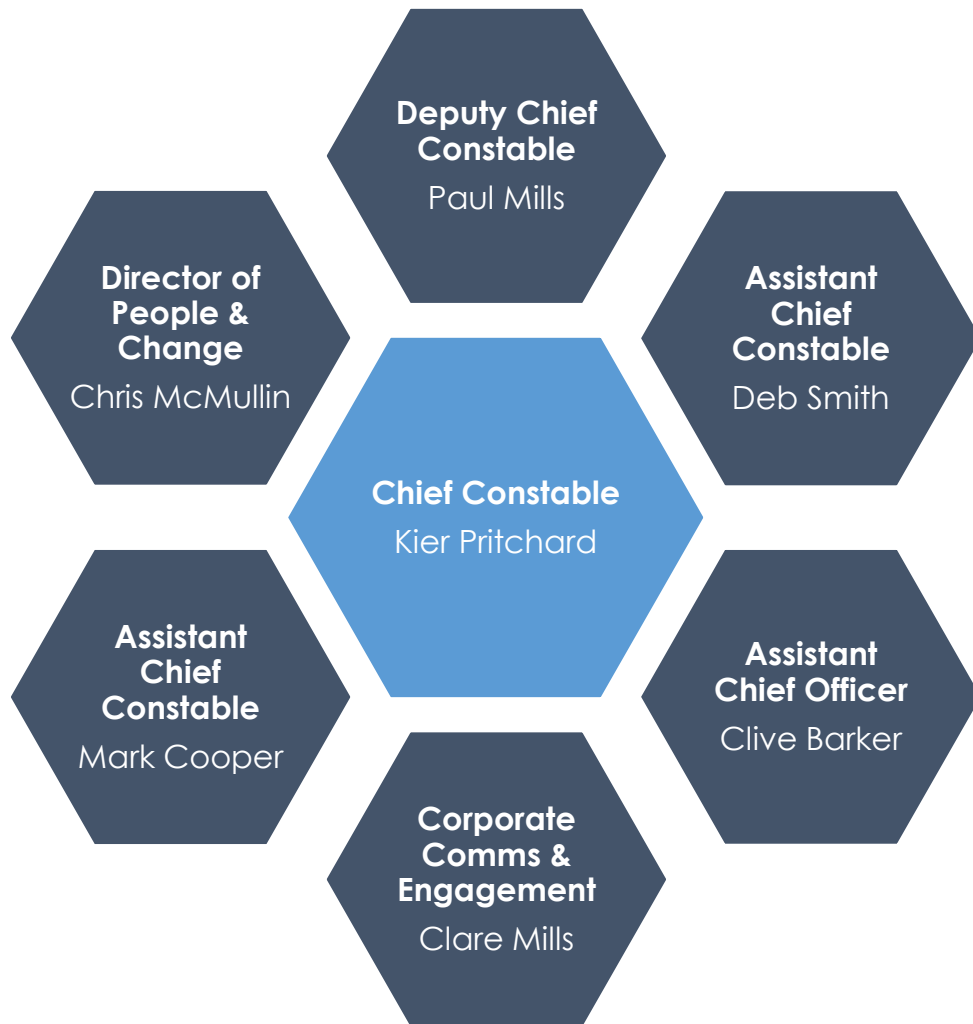 Deputy Chief
Constable
Paul Mills
Director of
People &
Change
Chris McMullin
Assistant
Chief
Constable
Deb Smith
Chief Constable
Kier Pritchard
Assistant
Chief
Constable
Mark Cooper
Assistant
Chief Officer
Clive Barker
Corporate
Comms &
Engagement
Clare Mills